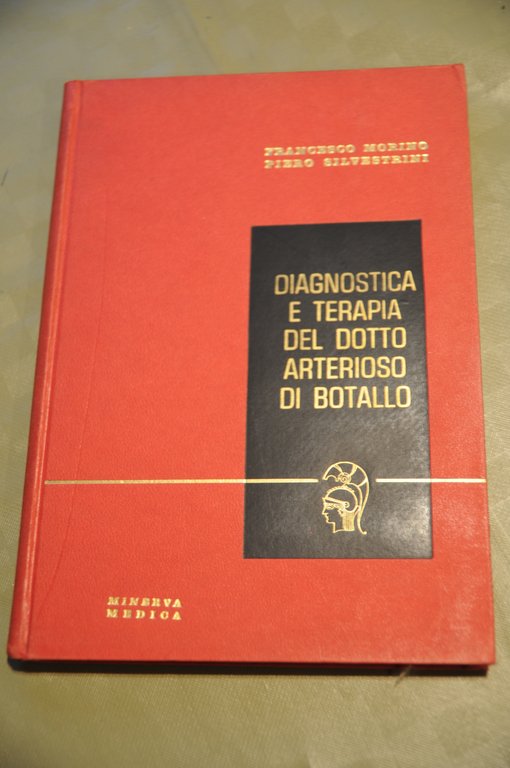 FRANCESCO MORINO
PIERO SILVESTRINI
DIAGNOSTICA
E TERAPIA
DEL DOTTO
ARTERIOSO
DI BOTALLO
MINERVA
MEDICA